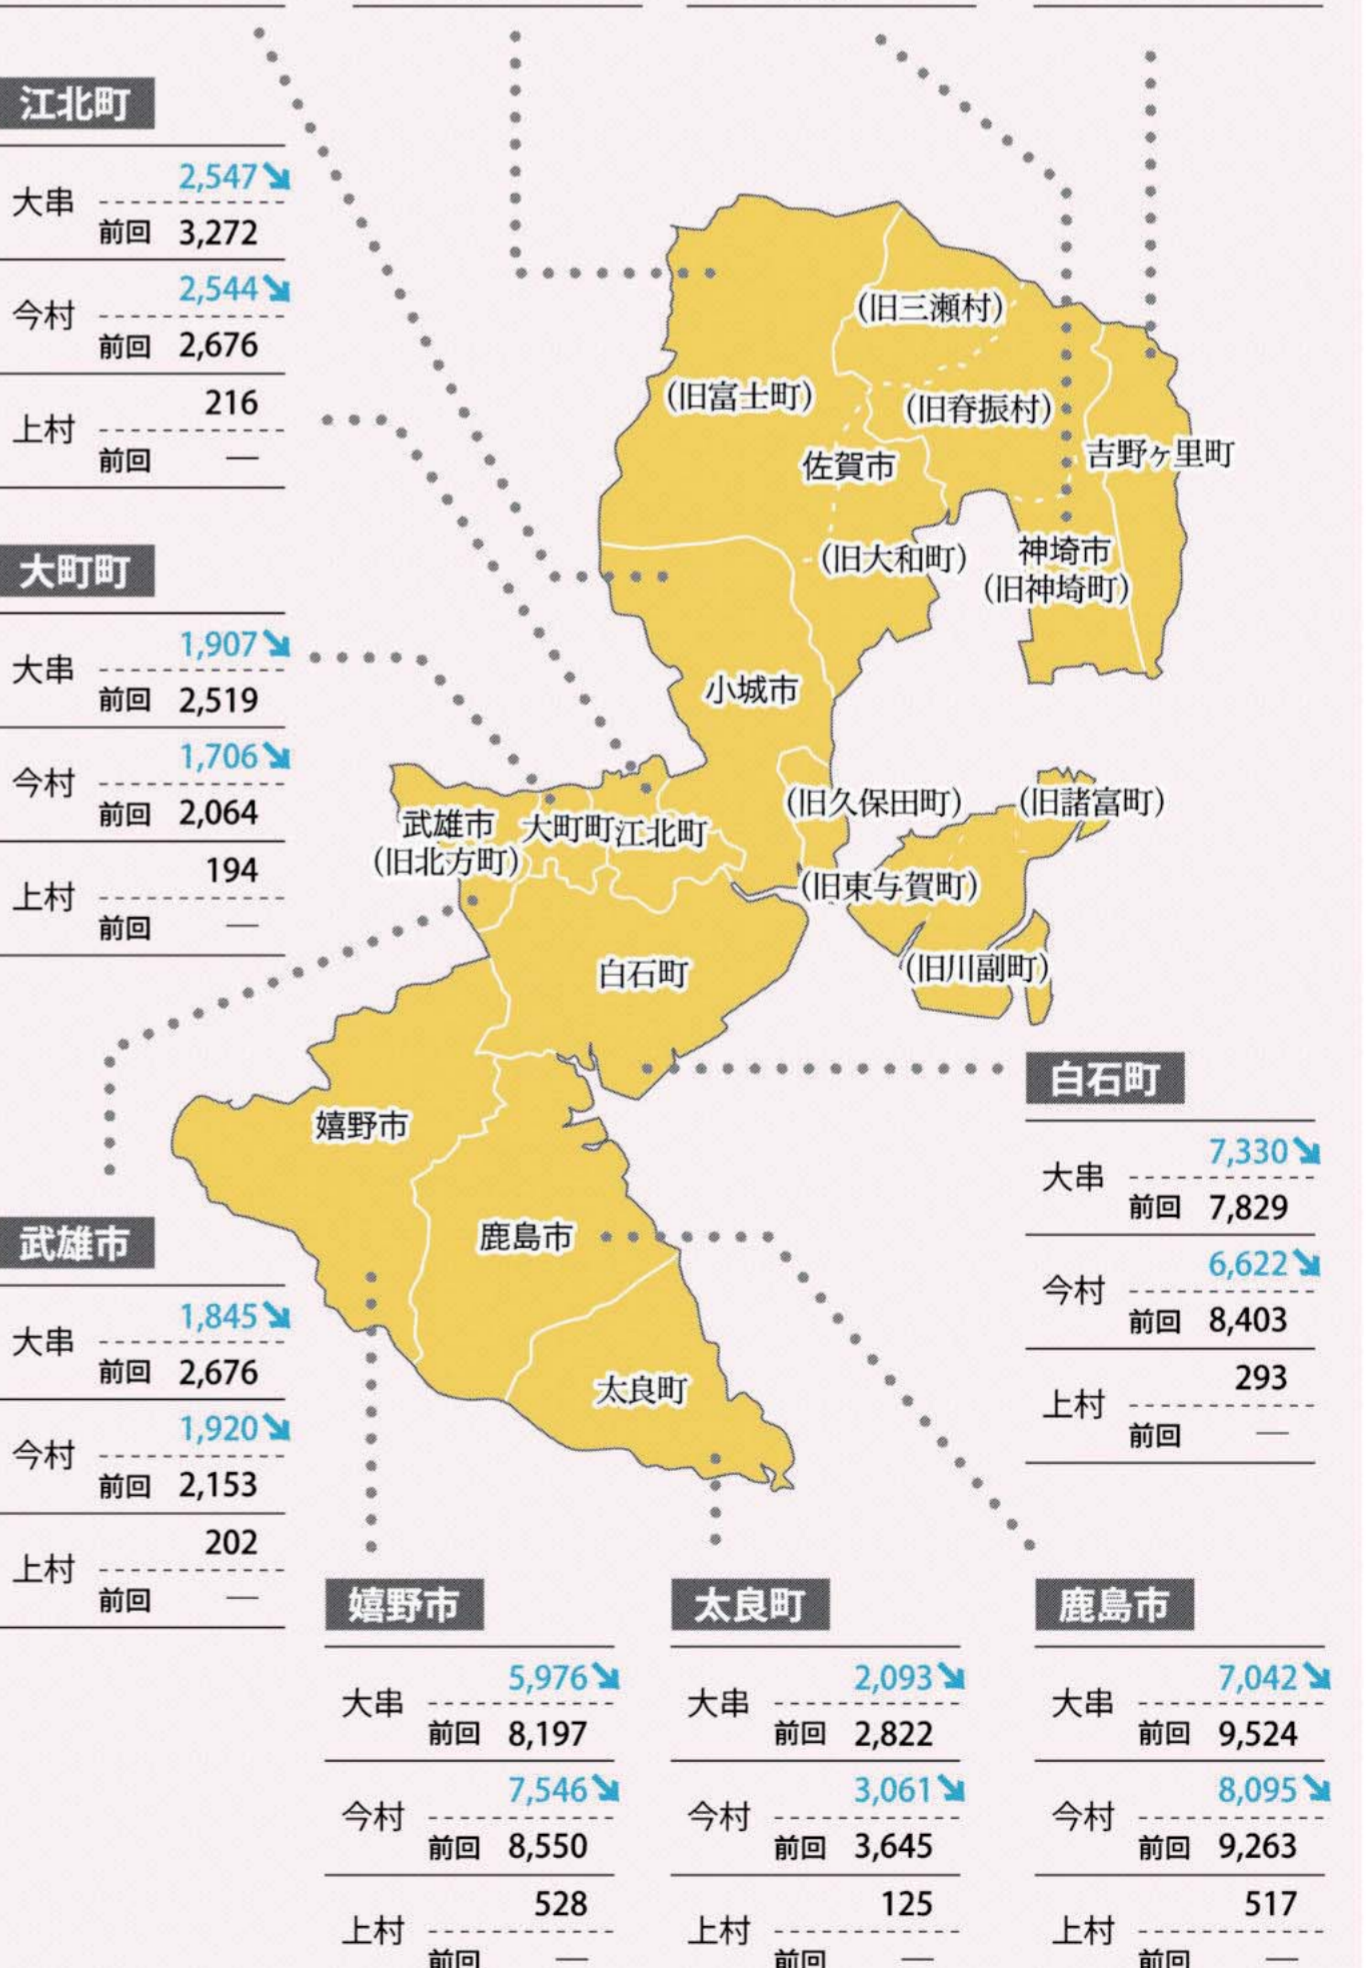 江北町
大串 2,547
前回 3,272
今村 2,544
前回 2,676
上村 216
前回 —
大町町
大串 1,907
前回 2,519
今村 1,706
前回 2,064
上村 194
前回 —
武雄市
大串 1,845
前回 2,676
今村 1,920
前回 2,153
上村 202
前回 —
(旧三瀬村)
(旧富士町)
(旧脊振村)
佐賀市
吉野ヶ里町
(旧大和町)
神埼市
(旧神埼町)
小城市
(旧久保田町)
(旧諸富町)
武雄市
(旧北方町)
大町町
江北町
(旧東与賀町)
(旧川副町)
白石町
嬉野市
鹿島市
太良町
白石町
大串 7,330
前回 7,829
今村 6,622
前回 8,403
上村 293
前回 —
嬉野市
大串 5,976
前回 8,197
今村 7,546
前回 8,550
上村 528
前回 —
太良町
大串 2,093
前回 2,822
今村 3,061
前回 3,645
上村 125
前回 —
鹿島市
大串 7,042
前回 9,524
今村 8,095
前回 9,263
上村 517
前回 —